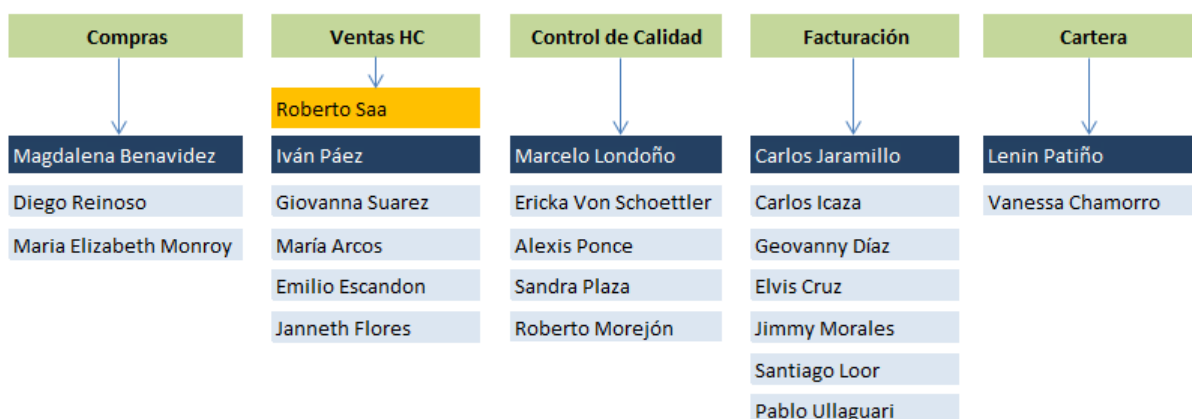 Compras
Roberto Saa
Magdalena Benavidez
Diego Reinoso
Maria Elizabeth Monroy
Ventas HC
Iván Páez
Giovanna Suarez
María Arcos
Emilio Escandon
Janneth Flores
Control de Calidad
Marcelo Londoño
Ericka Von Schoettler
Alexis Ponce
Sandra Plaza
Roberto Morejón
Facturación
Carlos Jaramillo
Carlos Icaza
Geovanny Díaz
Elvis Cruz
Jimmy Morales
Santiago Loor
Pablo Ullaguari
Cartera
Lenin Patiño
Vanessa Chamorro